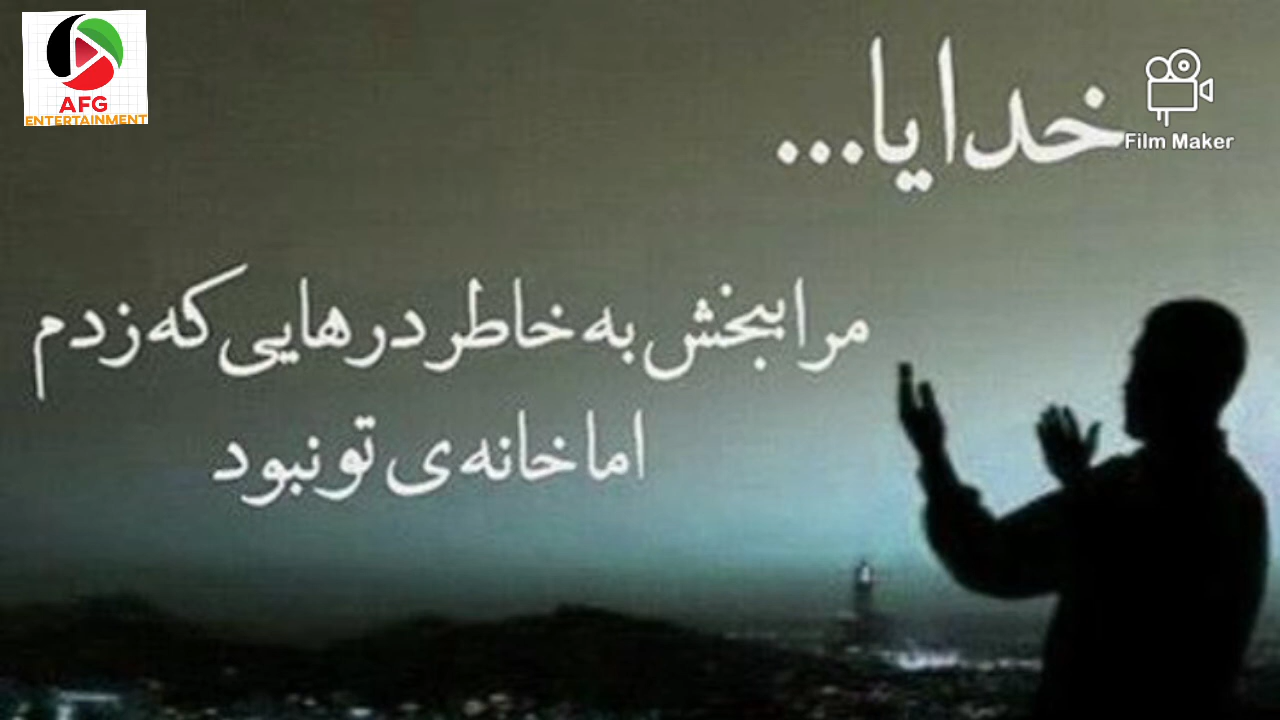 AFG
ENTERTAINMENT
Film Maker
خدایا...
مرا ببخش به خاطر درهایی که زدم
اما خانه ی تو نبود